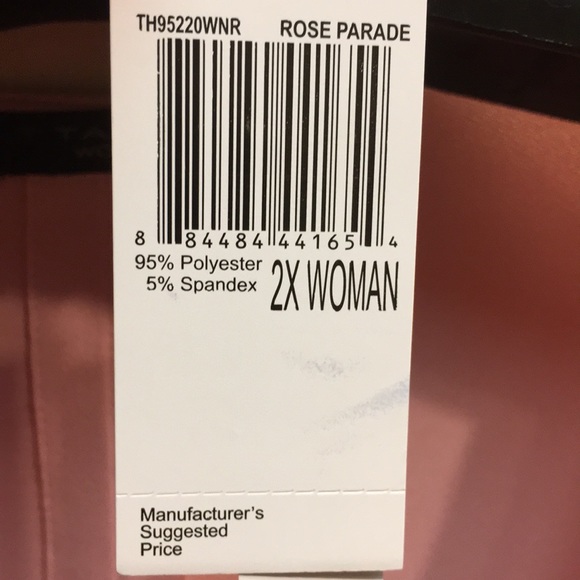 TH95220WNR ROSE PARADE
8 84484 44165 4
95% Polyester
5% Spandex
2X WOMAN
Manufacturer's
Suggested
Price